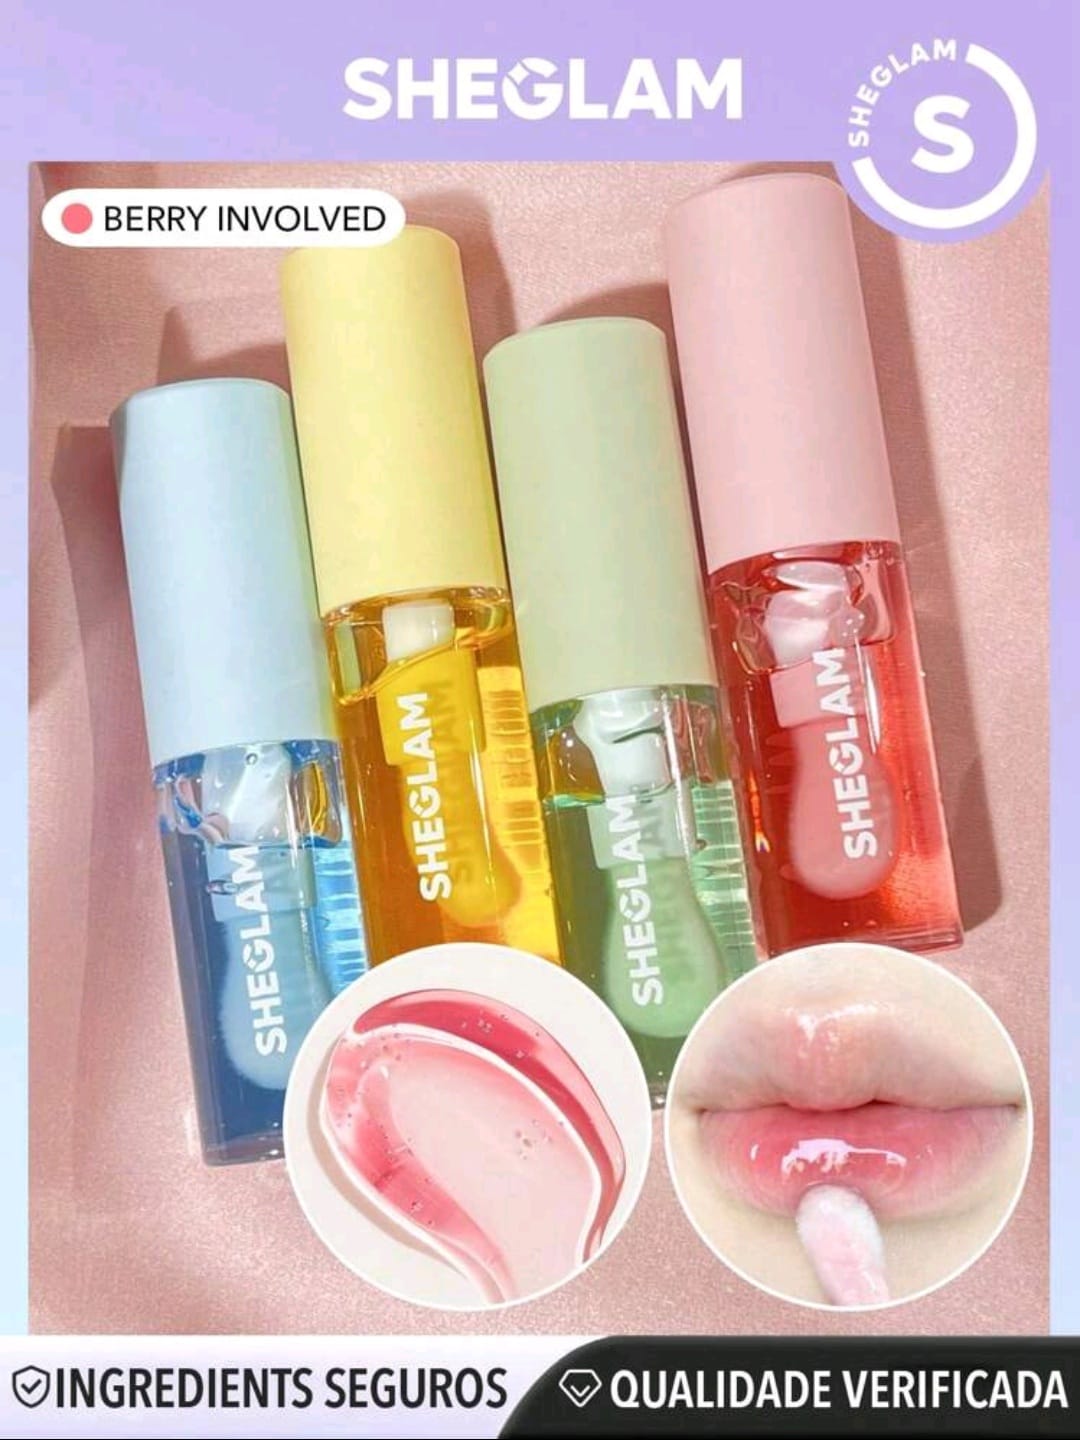 SHEGLAM
SHEGLAM
S
BERRY INVOLVED
SHEGLAM
SHEGLAM
SHEGLAM
SHEGLAM
INGREDIENTS SEGUROS
QUALIDADE VERIFICADA